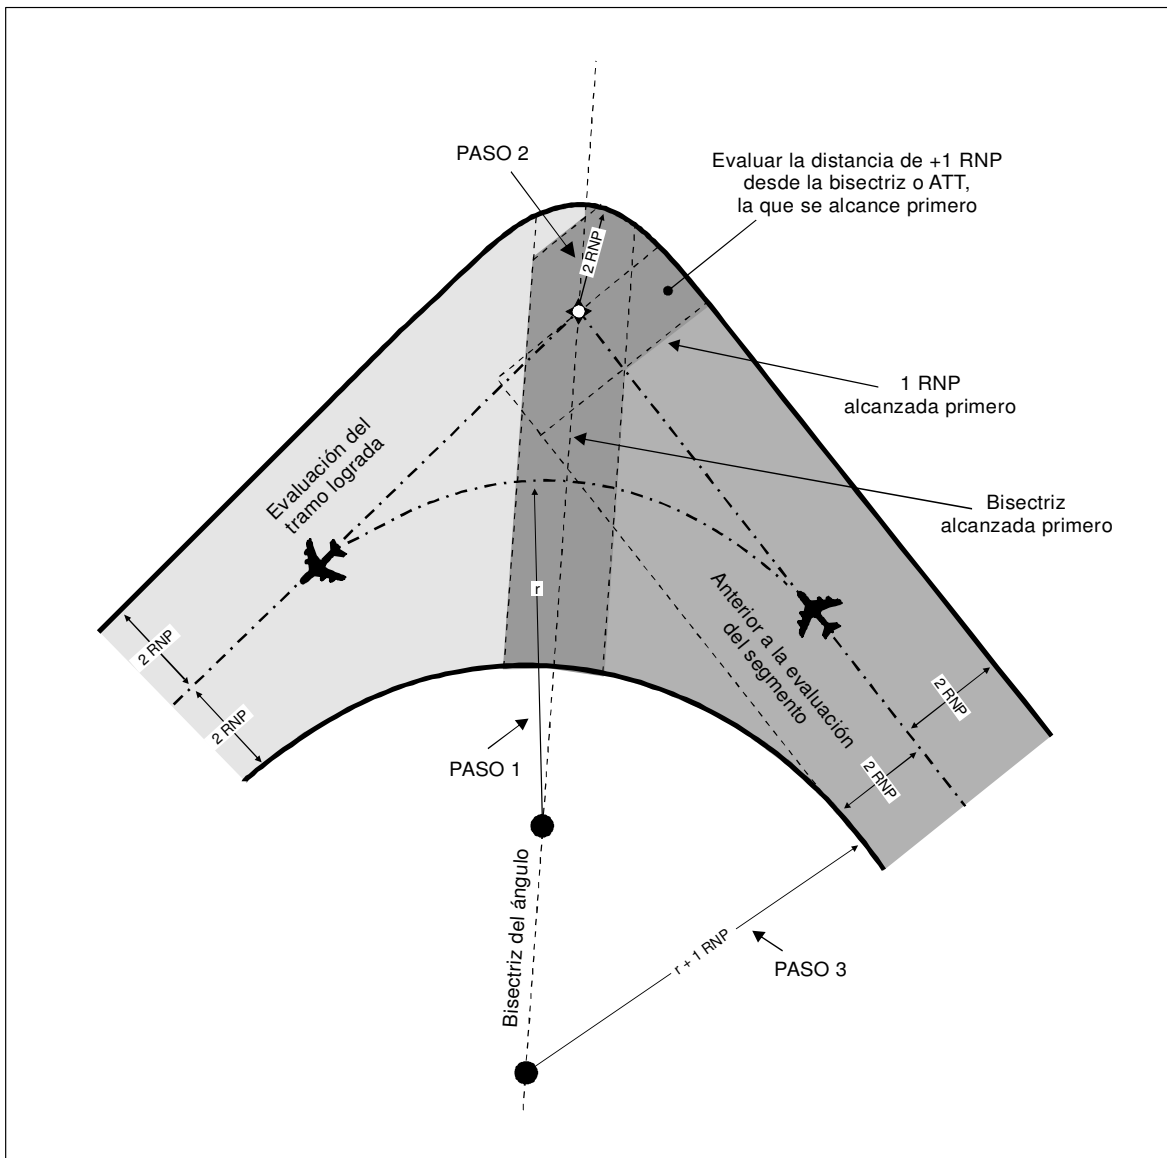 PASO 2
Evaluar la distancia de +1 RNP
desde la bisectriz o ATT,
la que se alcance primero
2 RNP
1 RNP
alcanzada primero
Evaluación del
tramo lograda
Bisectriz
alcanzada primero
r
Anterior a la evaluación
del segmento
2 RNP
2 RNP
2 RNP
2 RNP
PASO 1
Bisectriz del ángulo
r + 1 RNP
PASO 3